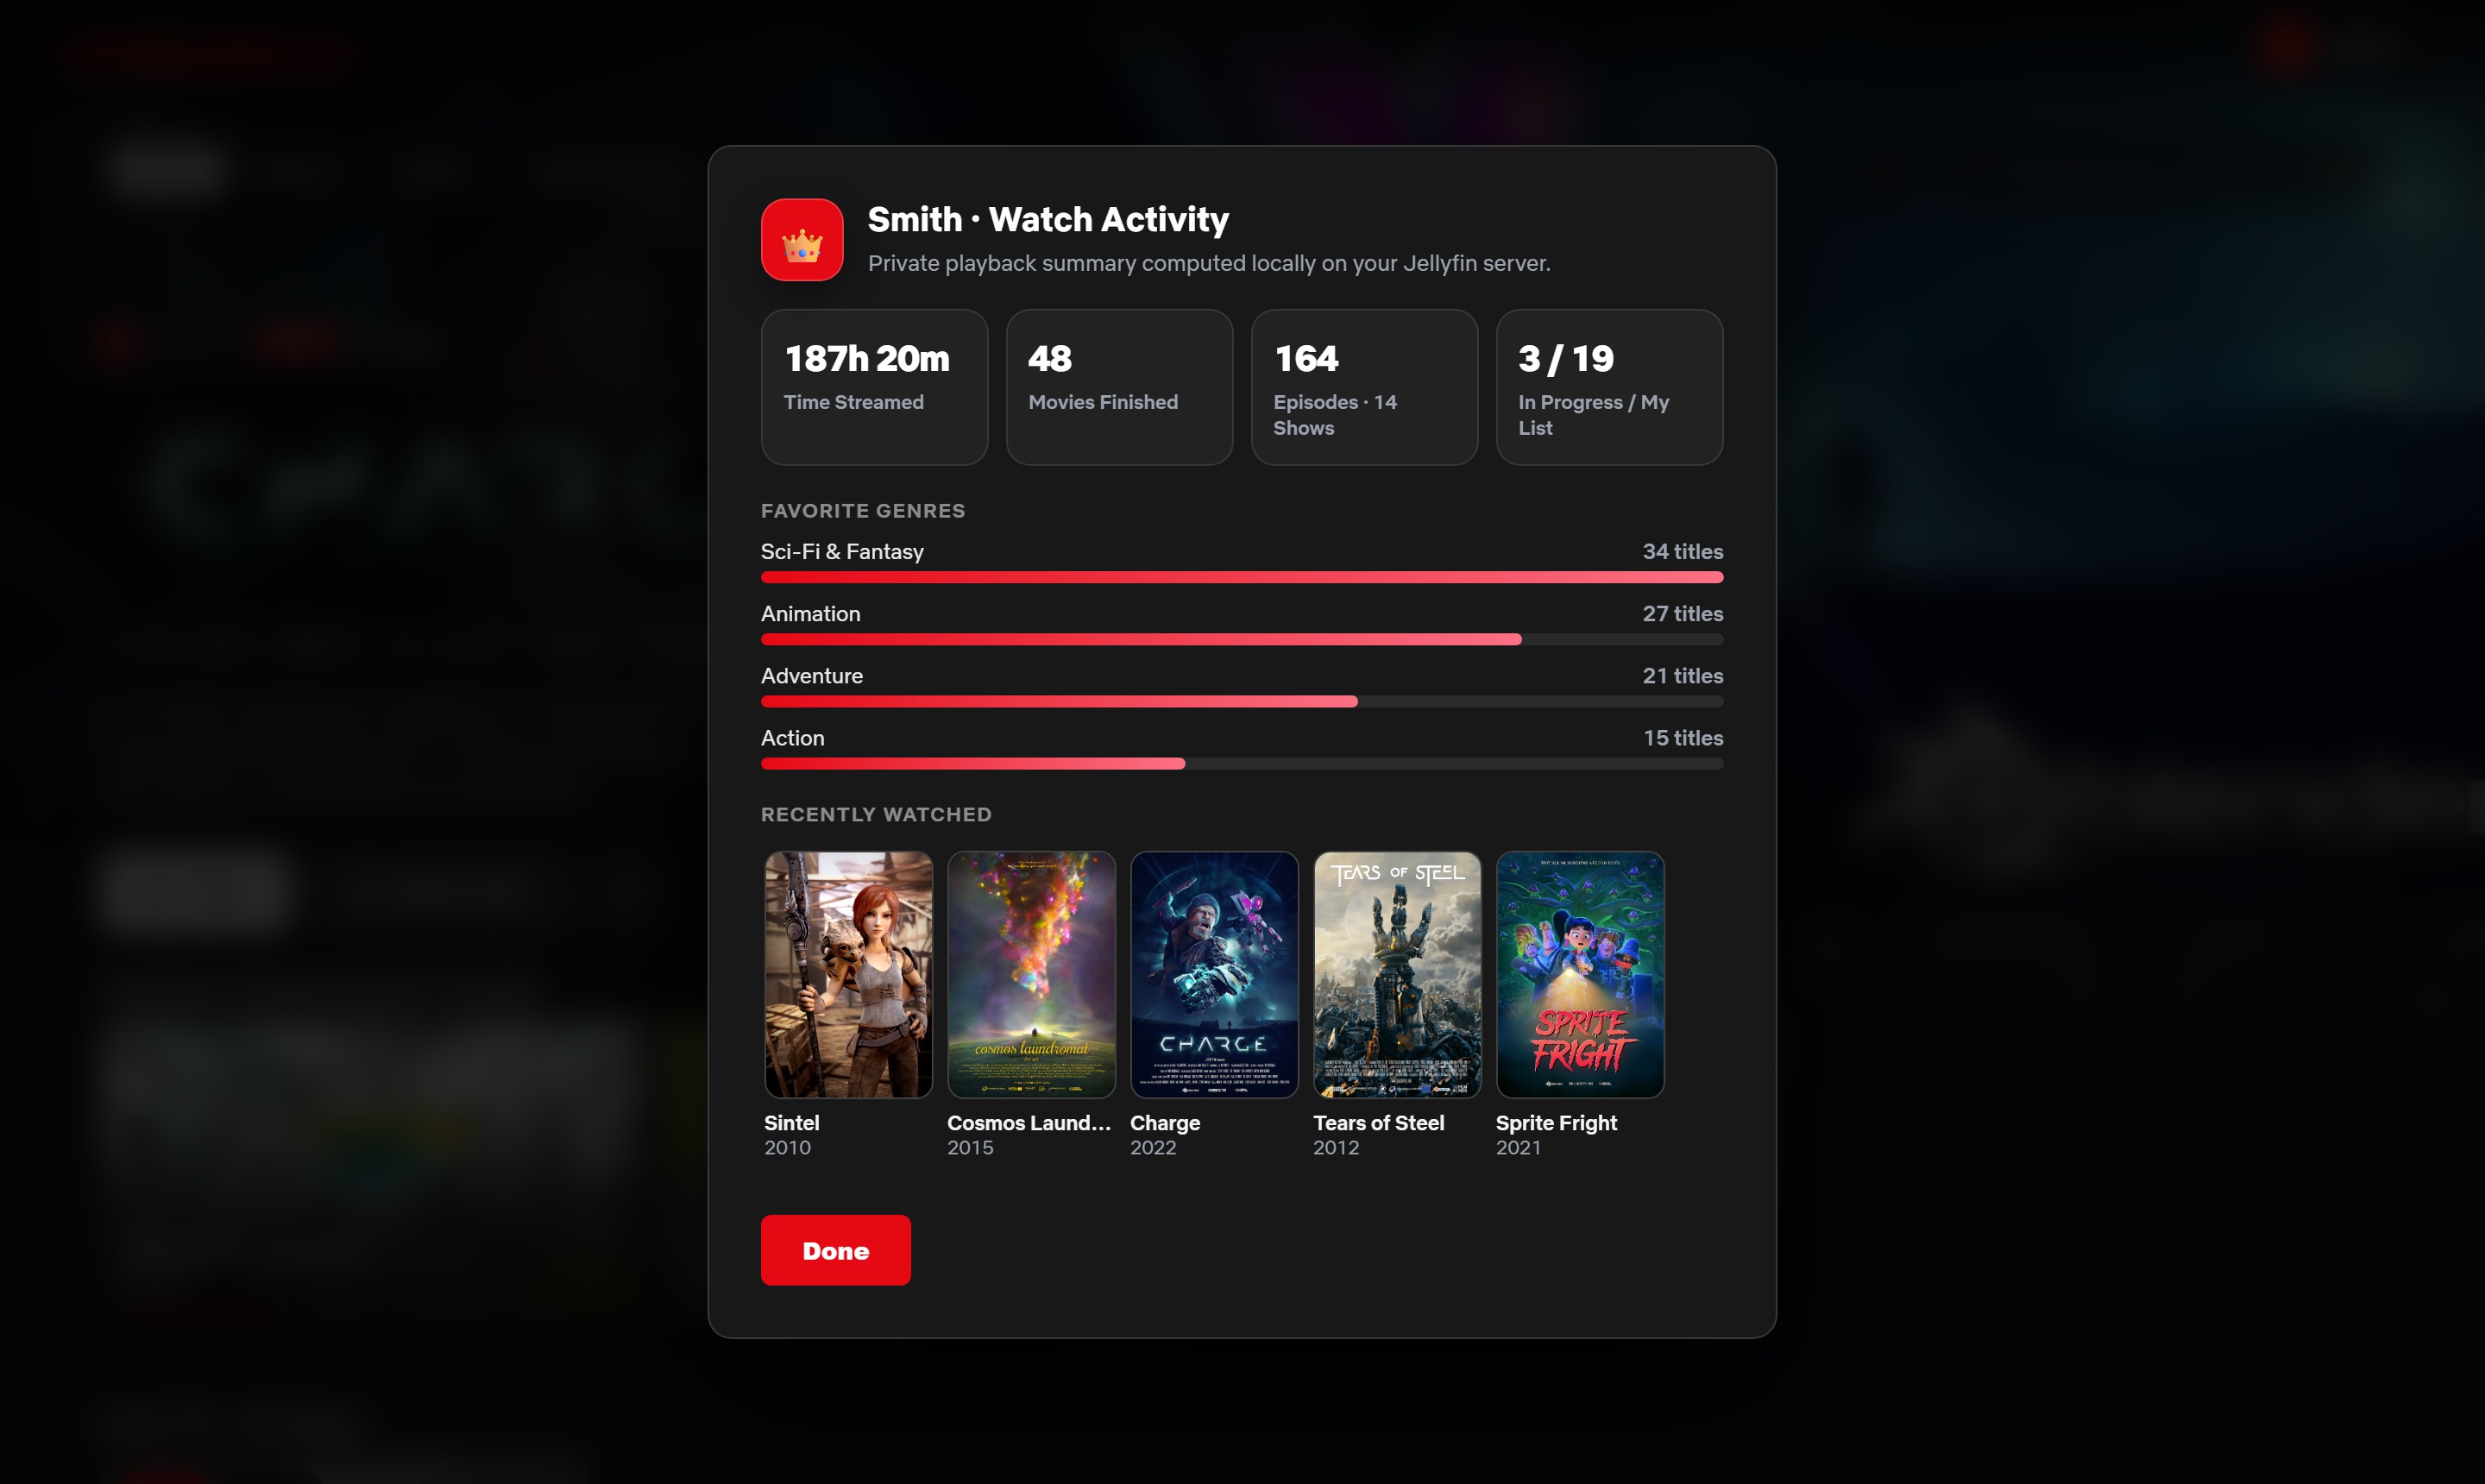 Smith · Watch Activity
Private playback summary computed locally on your Jellyfin server.
187h 20m
Time Streamed
48
Movies Finished
164
Episodes · 14
Shows
3 / 19
In Progress / My
List
FAVORITE GENRES
Sci-Fi & Fantasy
34 titles
Animation
27 titles
Adventure
21 titles
Action
15 titles
RECENTLY WATCHED
cosmos laundromat
CHARGE
TEARS OF STEEL
SPRITE
FRIGHT
Sintel
2010
Cosmos Laund...
2015
Charge
2022
Tears of Steel
2012
Sprite Fright
2021
Done